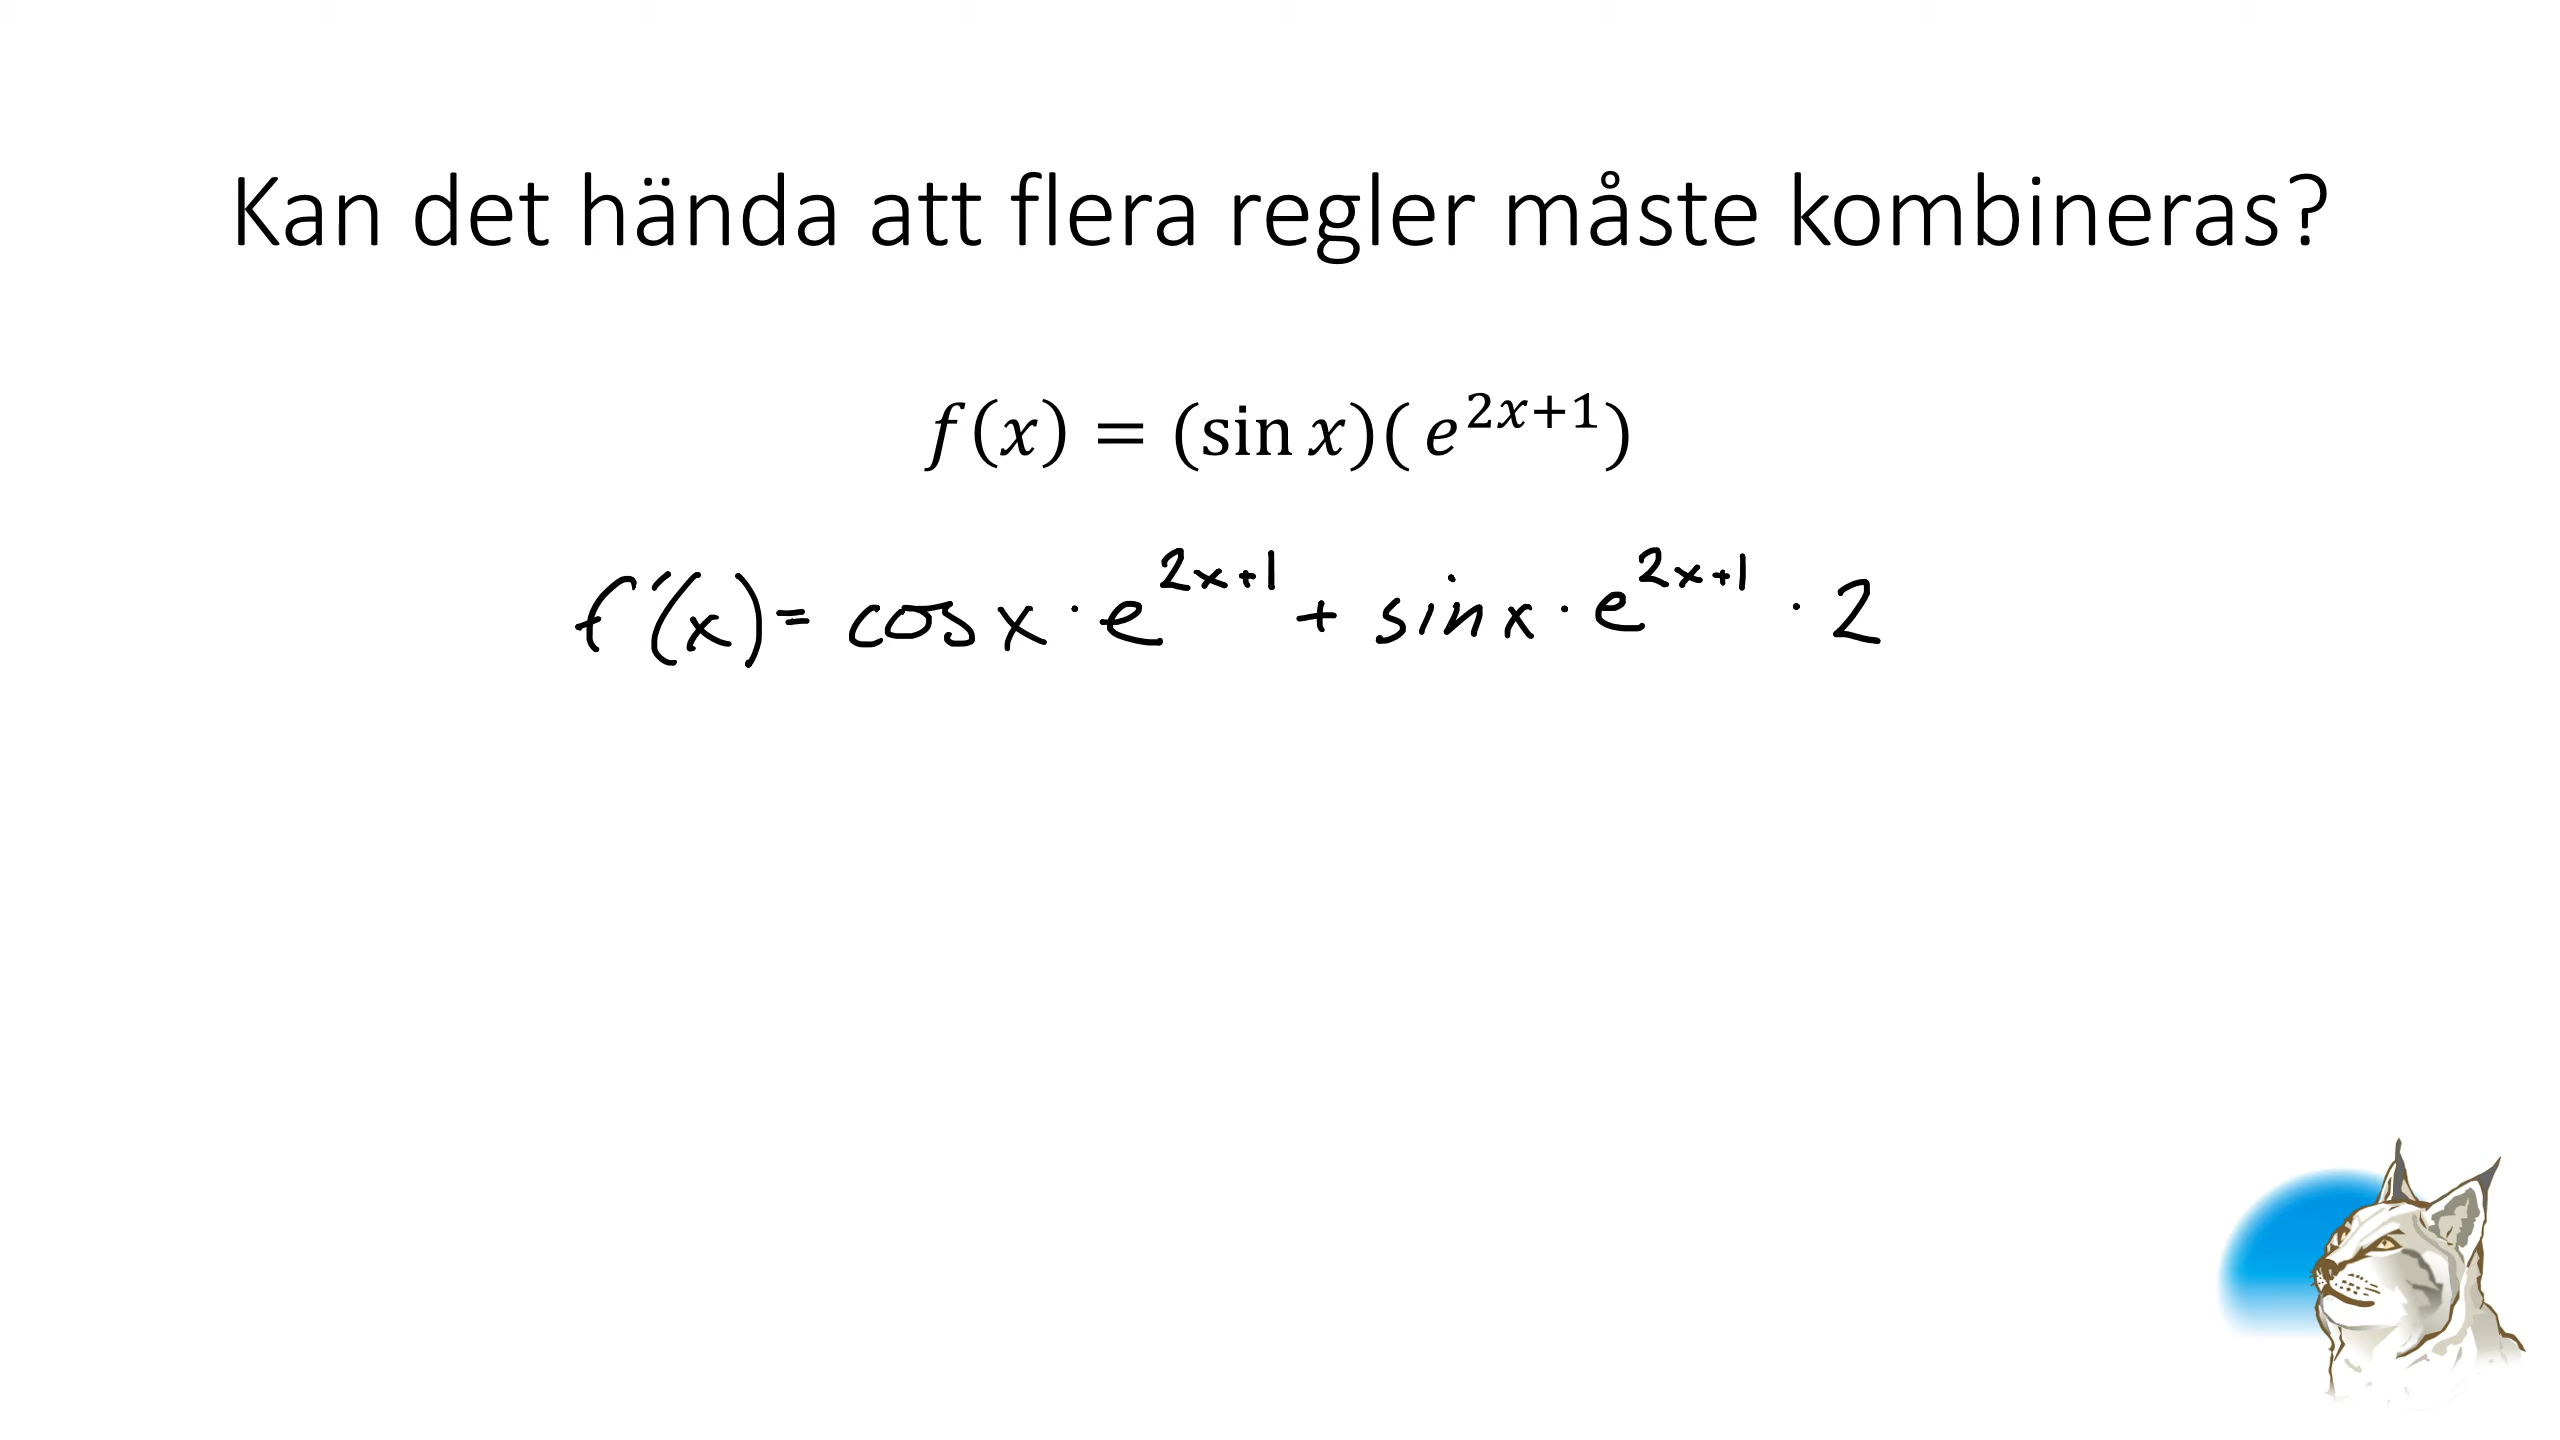 Kan det hända att flera regler måste kombineras?
f(x) = (sin x)( e^{2x+1})
f'(x) = cos x · e^{2x+1} + sin x · e^{2x+1} · 2